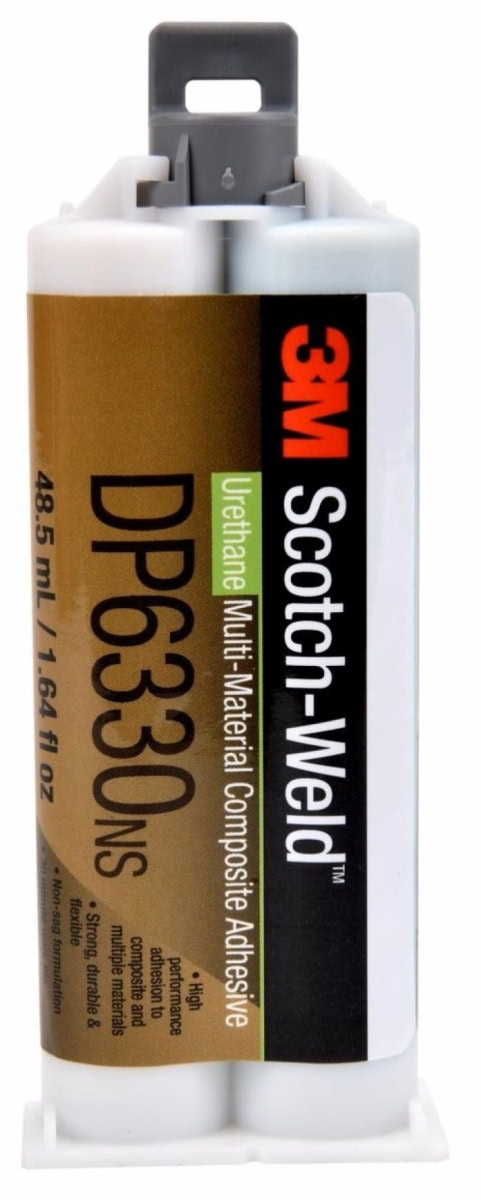 3M Scotch-Weld™
Urethane Multi-Material Composite Adhesive
DP6330NS
• High
performance
adhesion to
composite and
multiple materials
• Strong, durable &
flexible
• Non-sag formulation
48.5 mL / 1.64 fl oz